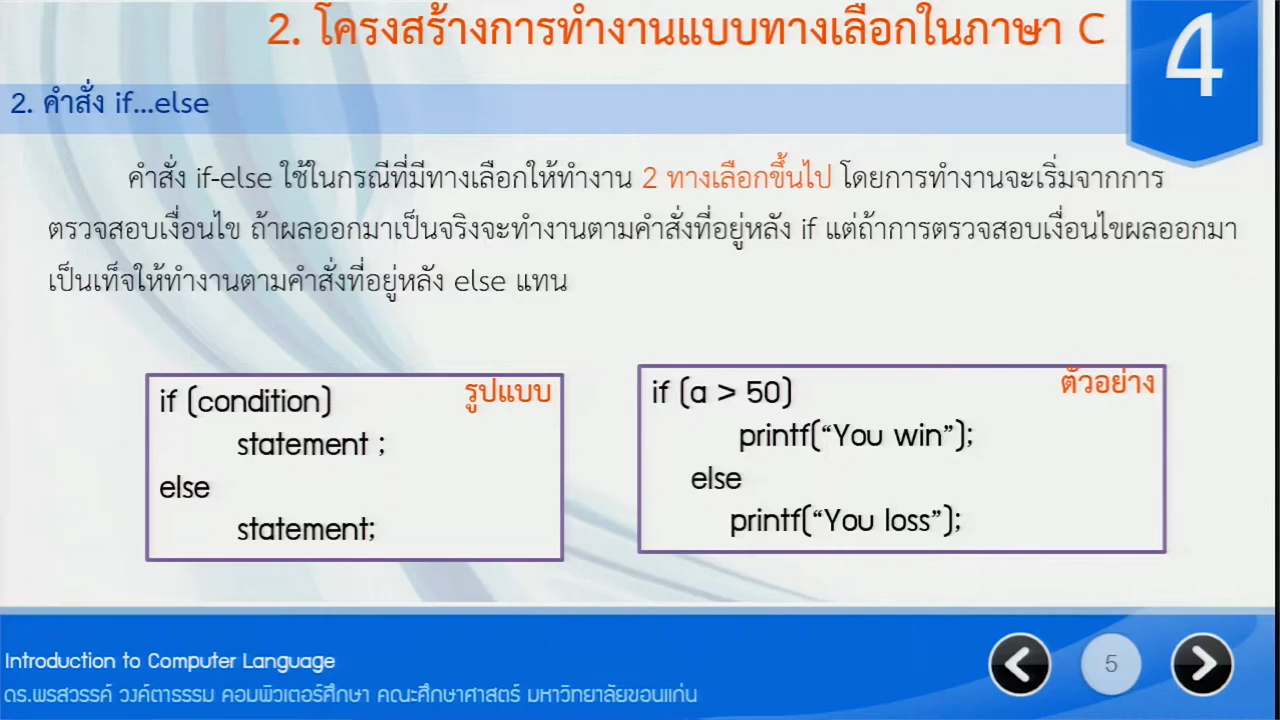 2. โครงสร้างการทำงานแบบทางเลือกในภาษา C
4
2. คำสั่ง if...else
คำสั่ง if-else ใช้ในกรณีที่มีทางเลือกให้ทำงาน 2 ทางเลือกขึ้นไป โดยการทำงานจะเริ่มจากการ
ตรวจสอบเงื่อนไข ถ้าผลออกมาเป็นจริงจะทำงานตามคำสั่งที่อยู่หลัง if แต่ถ้าการตรวจสอบเงื่อนไขผลออกมา
เป็นเท็จให้ทำงานตามคำสั่งที่อยู่หลัง else แทน
รูปแบบ
if (condition)
statement ;
else
statement;
ตัวอย่าง
if (a > 50)
printf(“You win”);
else
printf(“You loss”);
Introduction to Computer Language
ดร.พรสวรรค์ วงค์ตาธรรม คอมพิวเตอร์ศึกษา คณะศึกษาศาสตร์ มหาวิทยาลัยขอนแก่น
5